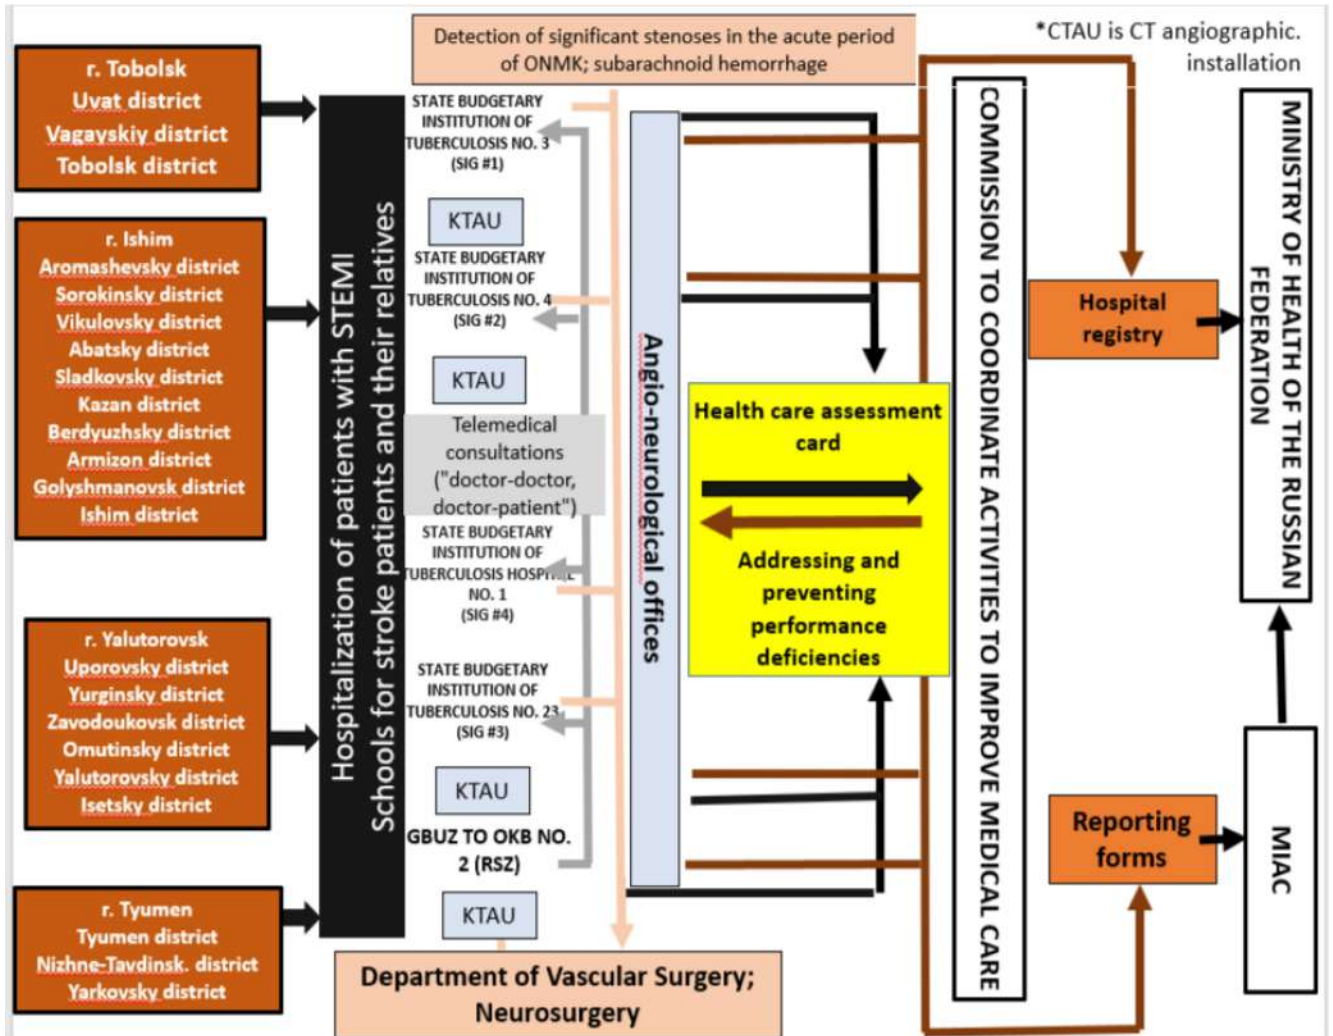 Detection of significant stenoses in the acute period
of ONMK; subarachnoid hemorrhage
*CTAU is CT angiographic.
installation
r. Tobolsk
Uvat district
Vagayskiy district
Tobolsk district
r. Ishim
Aromashevsky district
Sorokinsky district
Vikulovsky district
Abatsky district
Sladkovsky district
Kazan district
Berdyuzhsky district
Armizon district
Golyshmanovsk district
Ishim district
r. Yalutorovsk
Uporovsky district
Yurginsky district
Zavodoukovsk district
Omutinsky district
Yalutorovsky district
Isetsky district
r. Tyumen
Tyumen district
Nizhne-Tavdinsk. district
Yarkovsky district
Hospitalization of patients with STEMI
Schools for stroke patients and their relatives
STATE BUDGETARY
INSTITUTION OF
TUBERCULOSIS NO. 3
(SIG #1)
KTAU
STATE BUDGETARY
INSTITUTION OF
TUBERCULOSIS NO. 4
(SIG #2)
KTAU
Telemedical
consultations
("doctor-doctor,
doctor-patient")
STATE BUDGETARY
INSTITUTION OF
TUBERCULOSIS HOSPITAL
NO. 1
(SIG #4)
STATE BUDGETARY
INSTITUTION OF
TUBERCULOSIS NO. 23
(SIG #3)
KTAU
GBUZ TO OKB NO.
2 (RSZ)
KTAU
Department of Vascular Surgery;
Neurosurgery
Angio-neurological offices
Health care assessment
card
Addressing and
preventing
performance
deficiencies
COMMISSION TO COORDINATE ACTIVITIES TO IMPROVE MEDICAL CARE
Hospital
registry
Reporting
forms
MINISTRY OF HEALTH OF THE RUSSIAN
FEDERATION
MIAC